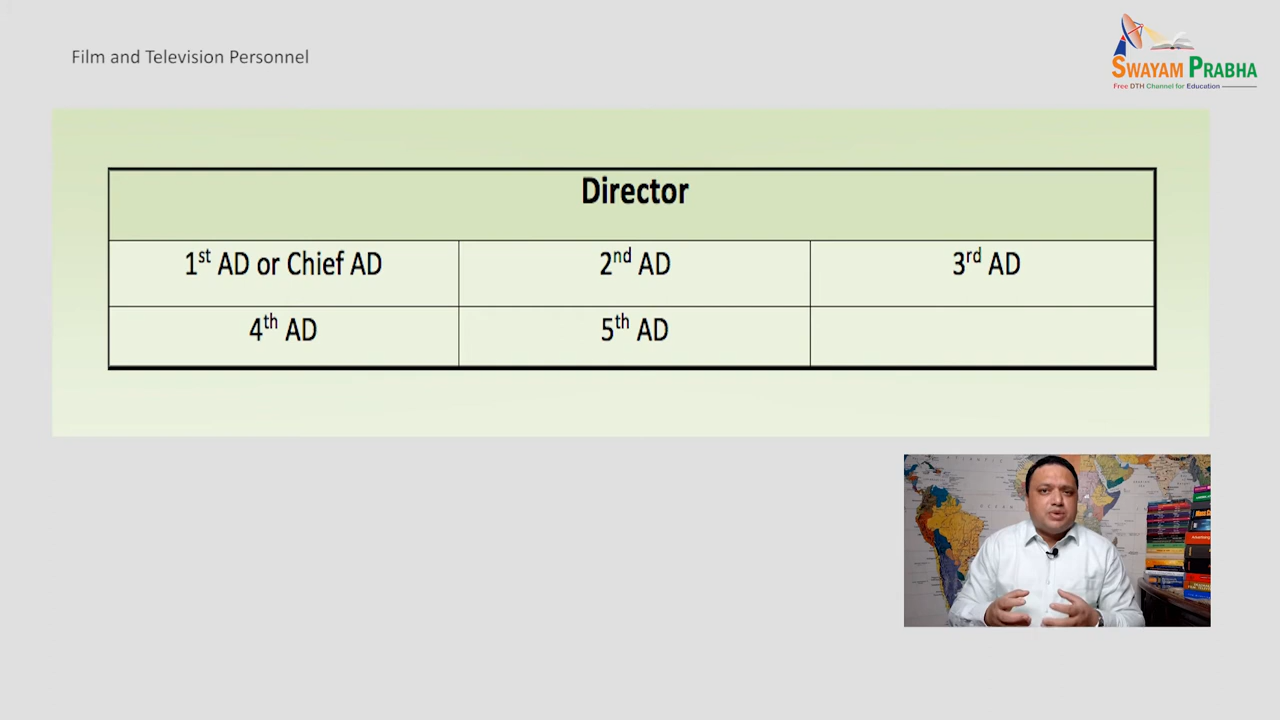 Film and Television Personnel
SWAYAM PRABHA
Free DTH Channel for Education
Director
1st AD or Chief AD
2nd AD
3rd AD
4th AD
5th AD